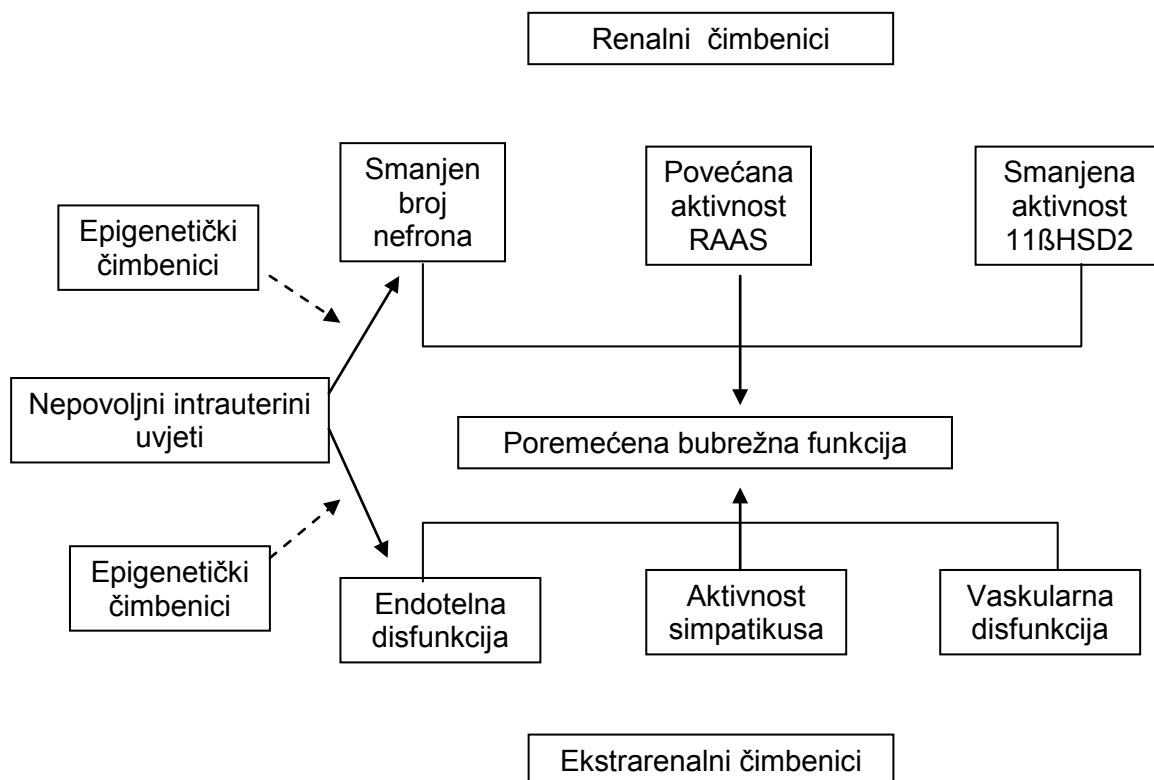 Renalni čimbenici
Smanjen
broj
nefrona
Povećana
aktivnost
RAAS
Smanjena
aktivnost
11ßHSD2
Epigenetički
čimbenici
Nepovoljni intrauterini
uvjeti
Poremećena bubrežna funkcija
Epigenetički
čimbenici
Endotelna
disfunkcija
Aktivnost
simpatikusa
Vaskularna
disfunkcija
Ekstrarenalni čimbenici